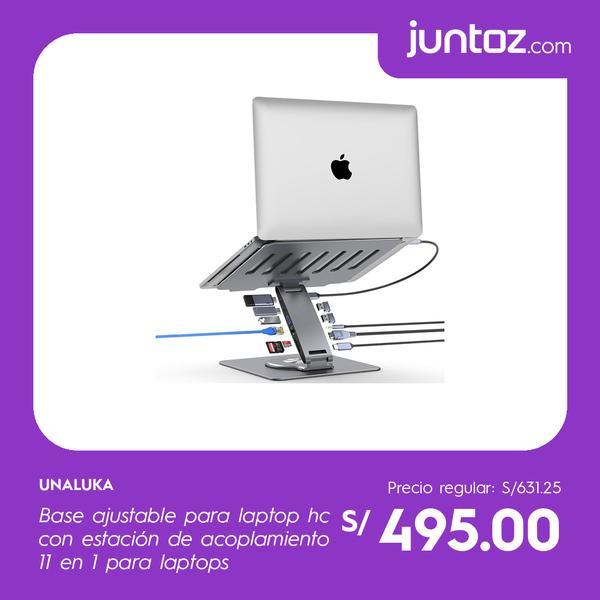 juntoz.com
UNALUKA
Base ajustable para laptop hc
con estación de acoplamiento
11 en 1 para laptops
Precio regular: S/631.25
S/ 495.00